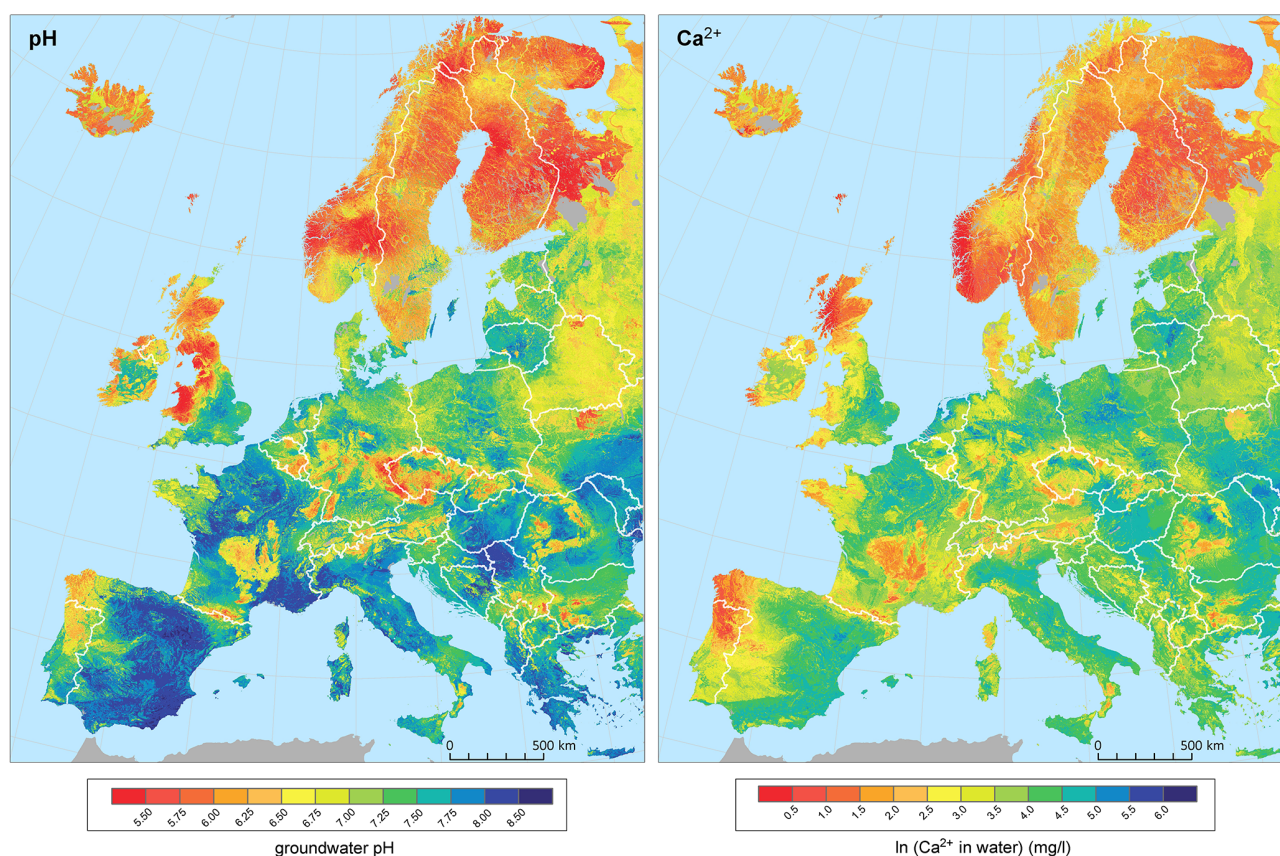 pH
Ca2+
0 500 km
0 500 km
5.50 5.75 6.00 6.25 6.50 6.75 7.00 7.25 7.50 7.75 8.00 8.50
0.5 1.0 1.5 2.0 2.5 3.0 3.5 4.0 4.5 5.0 5.5 6.0
groundwater pH
ln (Ca2+ in water) (mg/l)